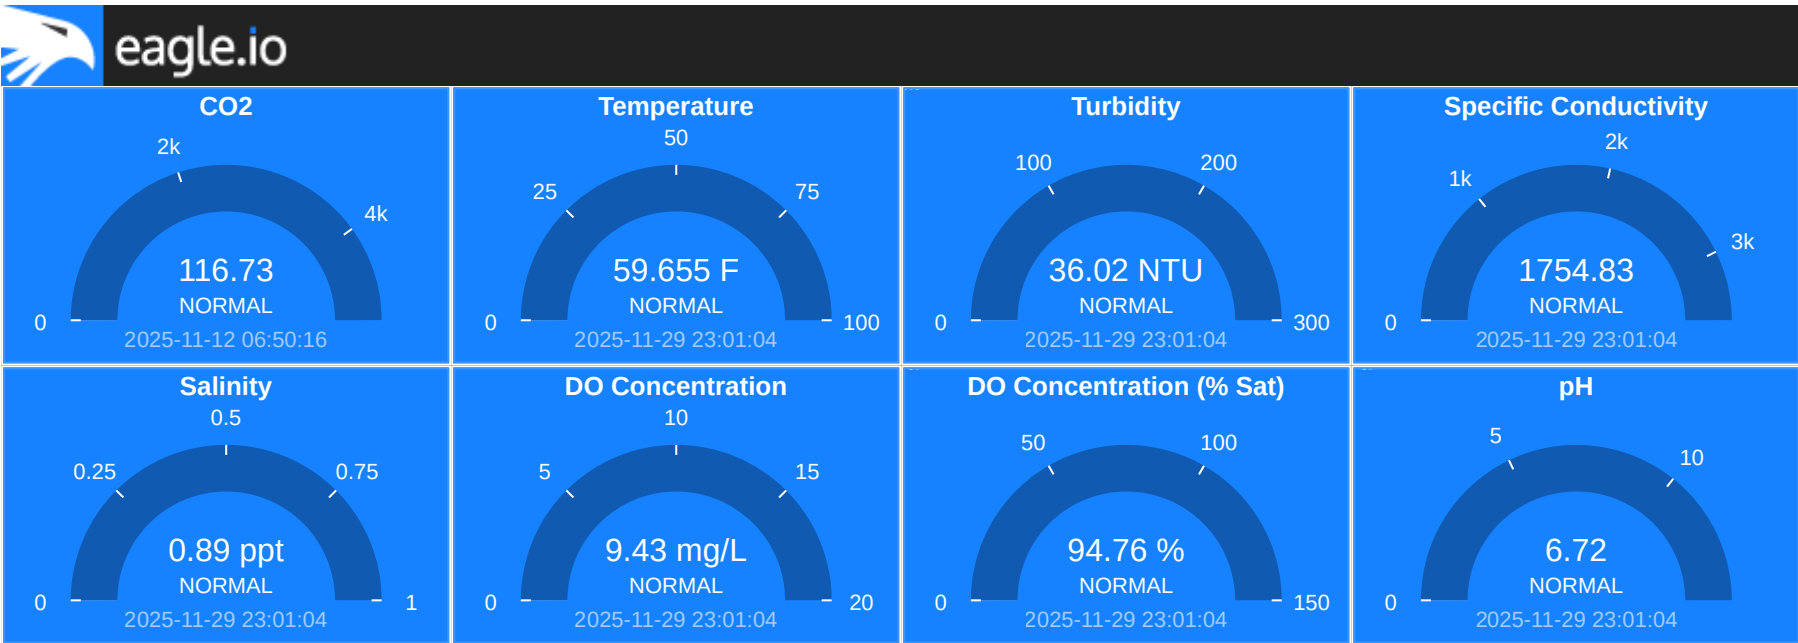 eagle.io
CO2
2k
4k
116.73
NORMAL
0
2025-11-12 06:50:16
Temperature
50
25
75
59.655 F
NORMAL
0
100
2025-11-29 23:01:04
Turbidity
100
200
36.02 NTU
NORMAL
0
300
2025-11-29 23:01:04
Specific Conductivity
2k
1k
3k
1754.83
NORMAL
0
2025-11-29 23:01:04
Salinity
0.5
0.25
0.75
0.89 ppt
NORMAL
0
1
2025-11-29 23:01:04
DO Concentration
10
5
15
9.43 mg/L
NORMAL
0
20
2025-11-29 23:01:04
DO Concentration (% Sat)
50
100
94.76 %
NORMAL
0
150
2025-11-29 23:01:04
pH
5
10
6.72
NORMAL
0
2025-11-29 23:01:04